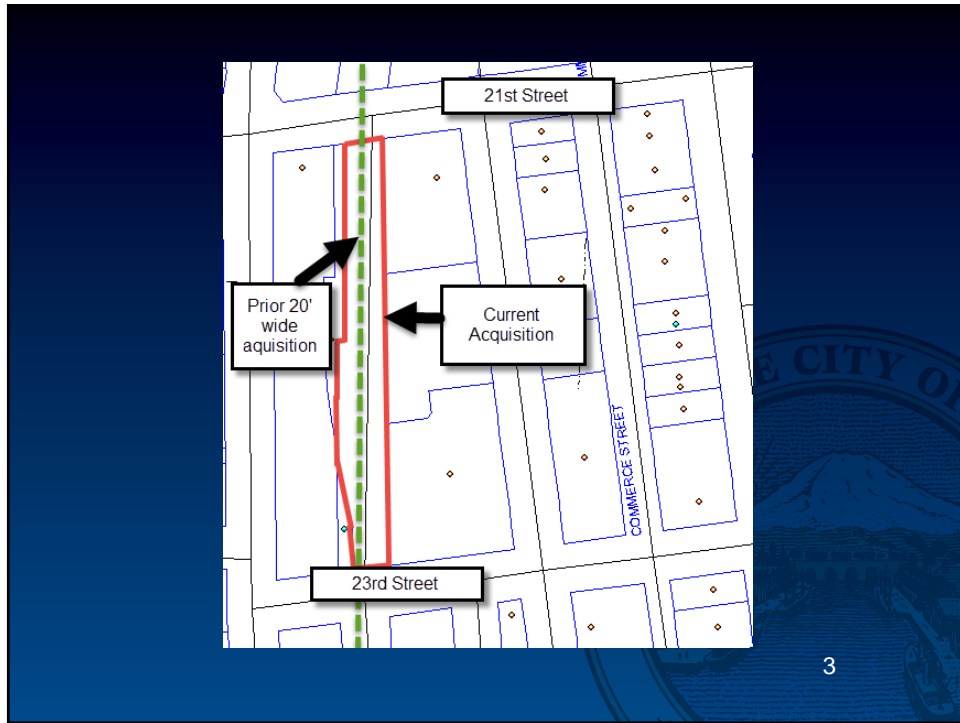 21st Street
Prior 20'
wide
aquisition
Current
Acquisition
COMMERCE STREET
23rd Street
E CITY O
3